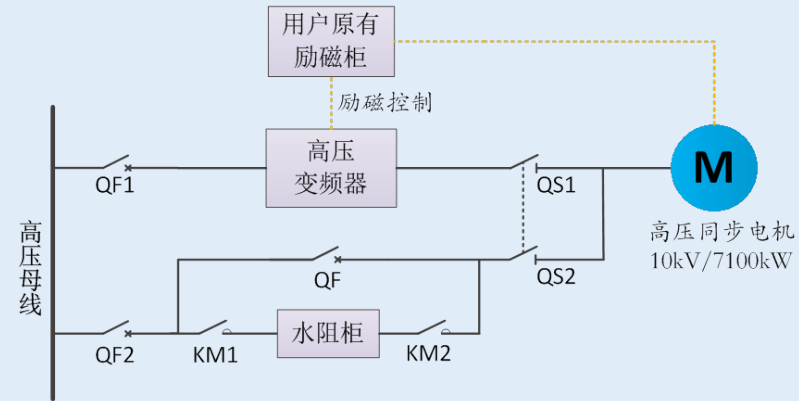 用户原有
励磁柜
励磁控制
高压
变频器
QF1
QS1
M
高压同步电机
10kV/7100kW
高压母线
QF
QS2
QF2
KM1
水阻柜
KM2